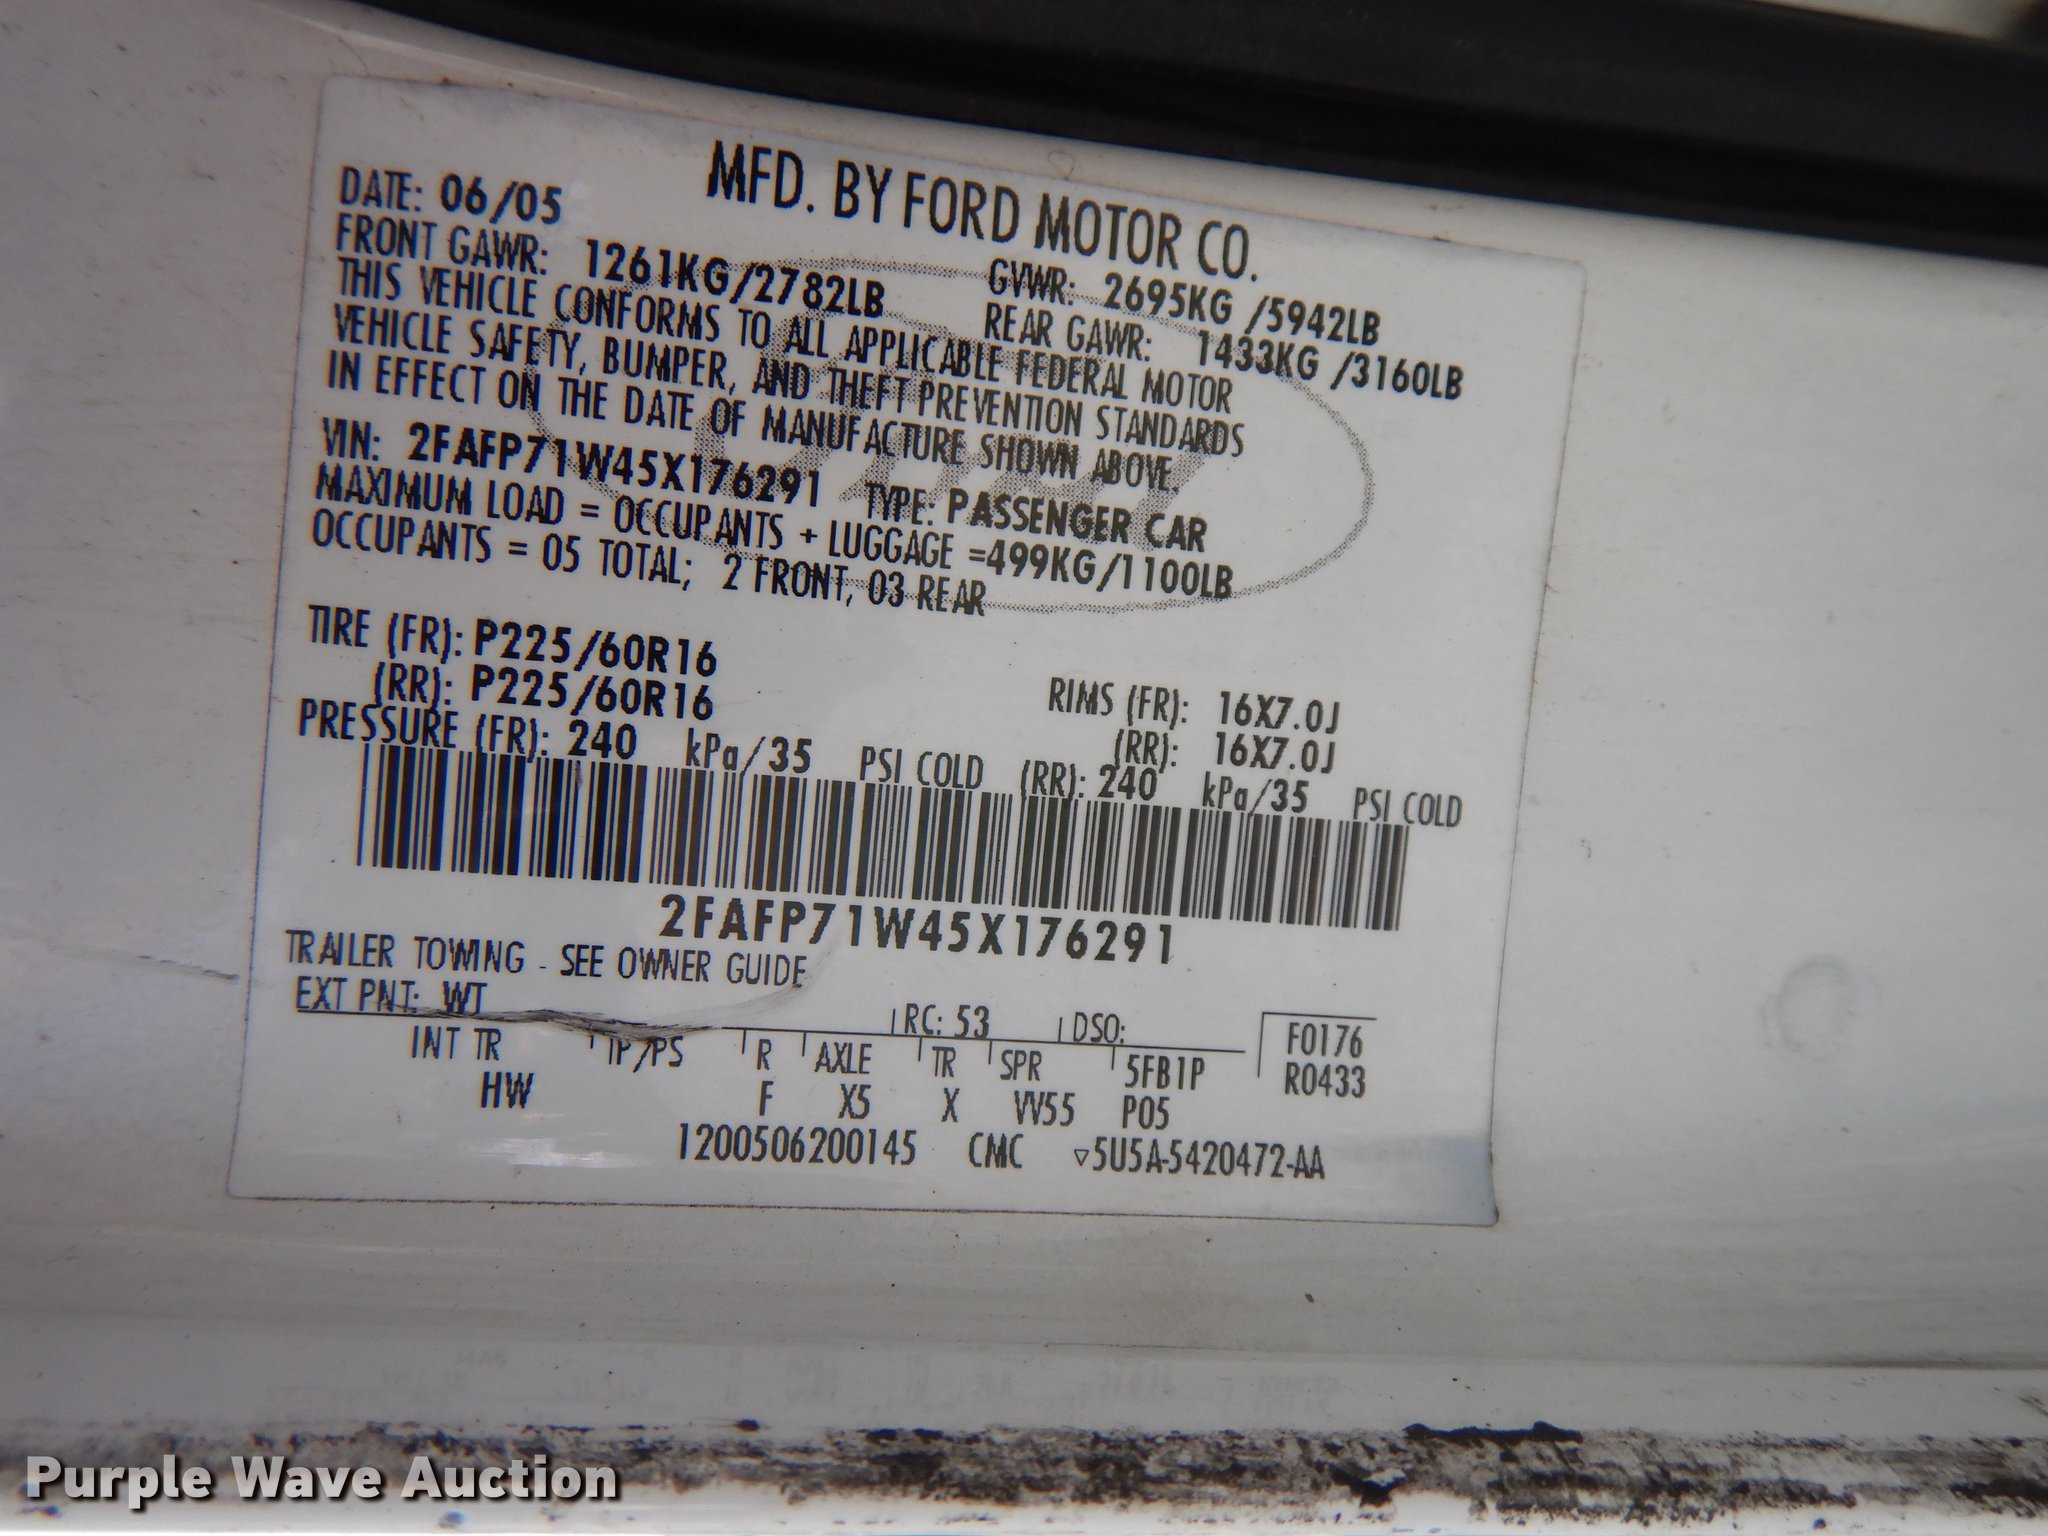 MFD. BY FORD MOTOR CO.
DATE: 06/05 GVWR: 2695KG /5942LB
FRONT GAWR: 1261KG/2782LB REAR GAWR: 1433KG /3160LB
THIS VEHICLE CONFORMS TO ALL APPLICABLE FEDERAL MOTOR
VEHICLE SAFETY, BUMPER, AND THEFT PREVENTION STANDARDS
IN EFFECT ON THE DATE OF MANUFACTURE SHOWN ABOVE.
VIN: 2FAFP71W45X176291 TYPE: PASSENGER CAR
MAXIMUM LOAD = OCCUPANTS + LUGGAGE =499KG/1100LB
OCCUPANTS = 05 TOTAL; 2 FRONT, 03 REAR
TIRE (FR): P225/60R16 RIMS (FR): 16X7.0J
(RR): P225/60R16 (RR): 16X7.0J
PRESSURE (FR): 240 kPa/35 PSI COLD (RR): 240 kPa/35 PSI COLD
2FAFP71W45X176291
TRAILER TOWING - SEE OWNER GUIDE
EXT PNT: WT RC: 53 DSO: F0176
INT TR TP/PS R AXLE TR SPR 5FB1P R0433
HW F X5 X VV55 P05
1200506200145 CMC ▽5U5A-5420472-AA
Purple Wave Auction